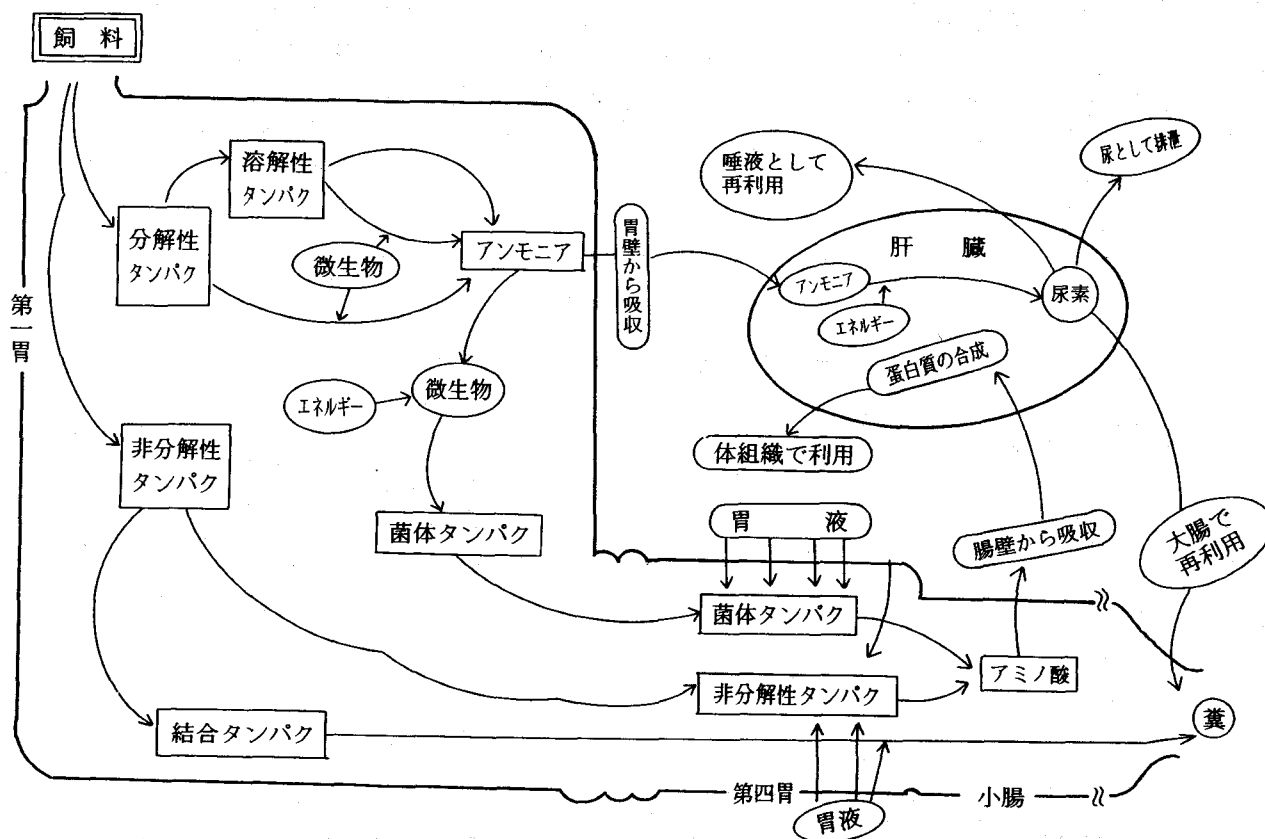 飼料
溶解性
タンパク
分解性
タンパク
微生物
アンモニア
胃壁から吸収
唾液として
再利用
尿として排泄
肝臓
アンモニア
エネルギー
尿素
蛋白質の合成
体組織で利用
第一胃
エネルギー
微生物
非分解性
タンパク
菌体タンパク
胃液
腸壁から吸収
大腸で
再利用
菌体タンパク
アミノ酸
非分解性タンパク
結合タンパク
糞
第四胃
小腸
胃液